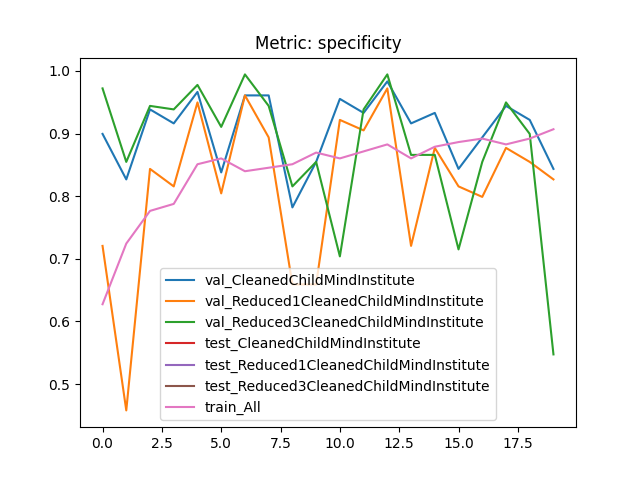 Metric: specificity
1.0
0.9
0.8
0.7
0.6
0.5
val_CleanedChildMindInstitute
val_Reduced1CleanedChildMindInstitute
val_Reduced3CleanedChildMindInstitute
test_CleanedChildMindInstitute
test_Reduced1CleanedChildMindInstitute
test_Reduced3CleanedChildMindInstitute
train_All
0.0 2.5 5.0 7.5 10.0 12.5 15.0 17.5